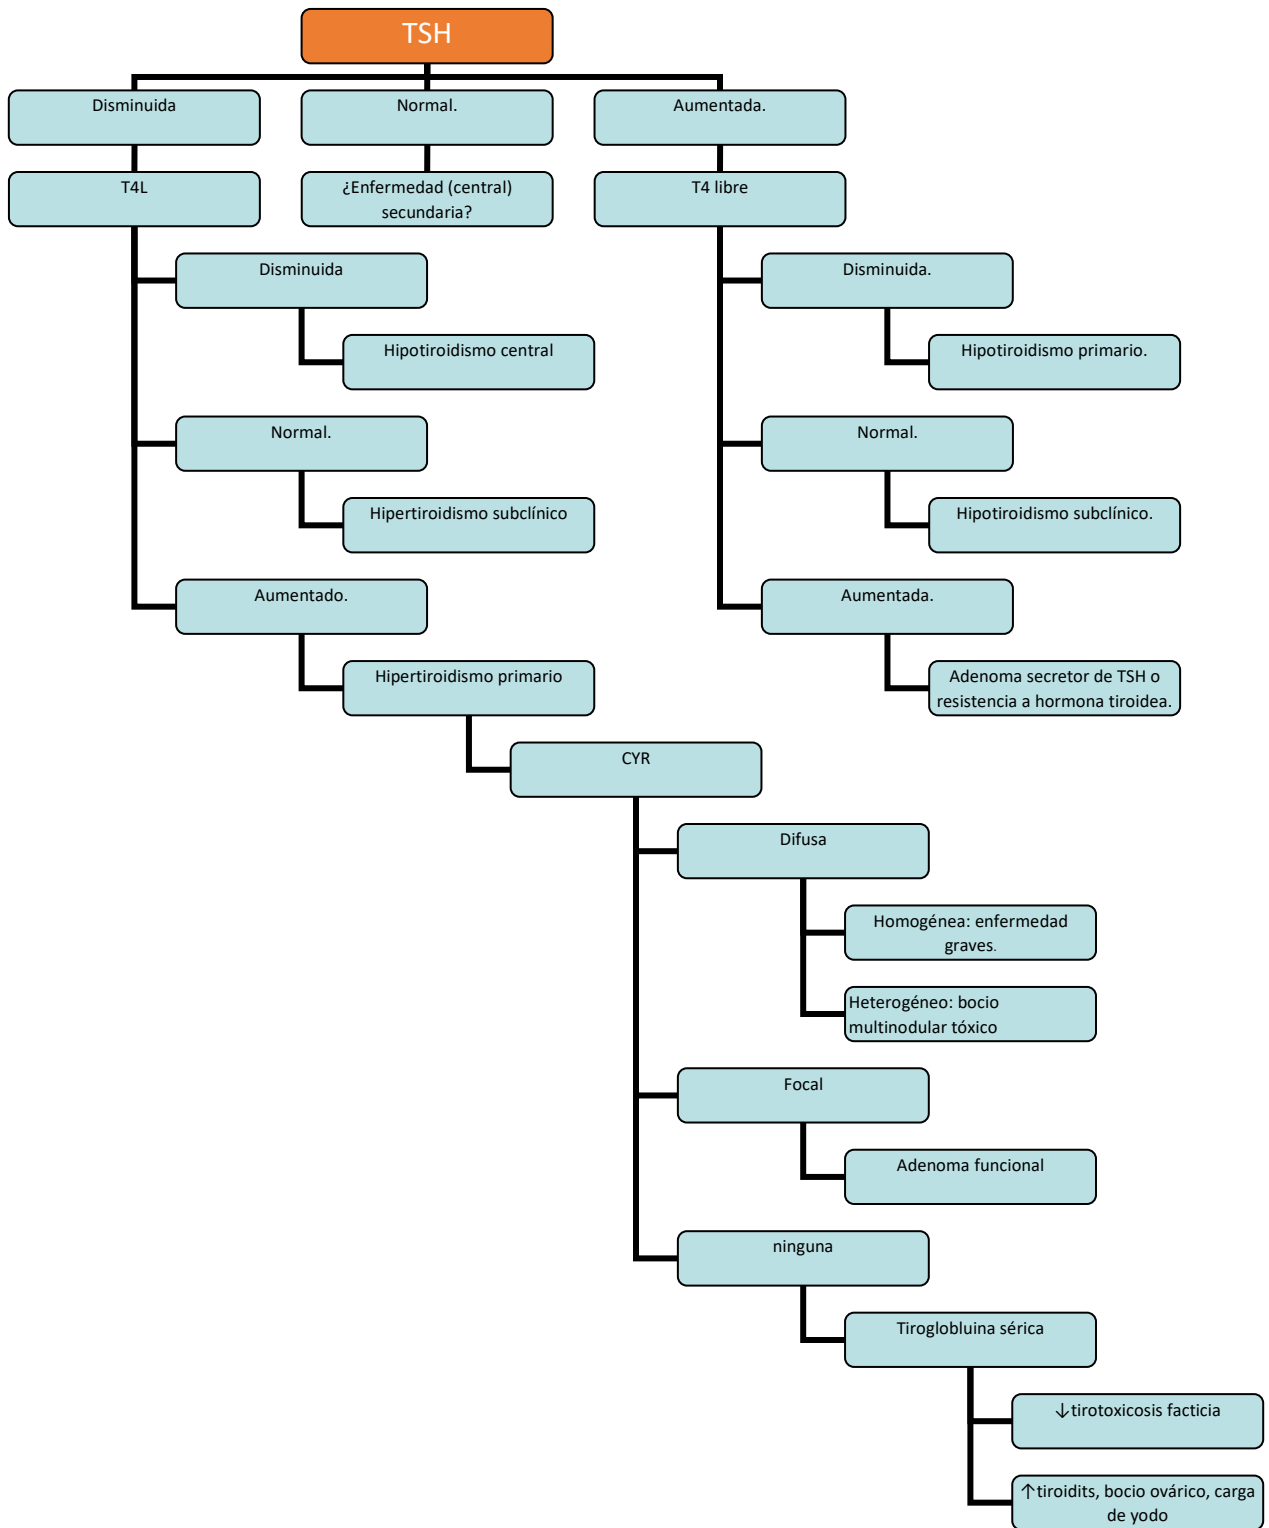 TSH
Disminuida
Normal.
Aumentada.
T4L
¿Enfermedad (central)
secundaria?
T4 libre
Disminuida
Disminuida.
Hipotiroidismo central
Hipotiroidismo primario.
Normal.
Normal.
Hipertiroidismo subclínico
Hipotiroidismo subclínico.
Aumentado.
Aumentada.
Hipertiroidismo primario
Adenoma secretor de TSH o
resistencia a hormona tiroidea.
CYR
Difusa
Homogénea: enfermedad
graves.
Heterogéneo: bocio
multinodular tóxico
Focal
Adenoma funcional
ninguna
Tiroglobluina sérica
↓tirotoxicosis facticia
↑tiroidits, bocio ovárico, carga
de yodo